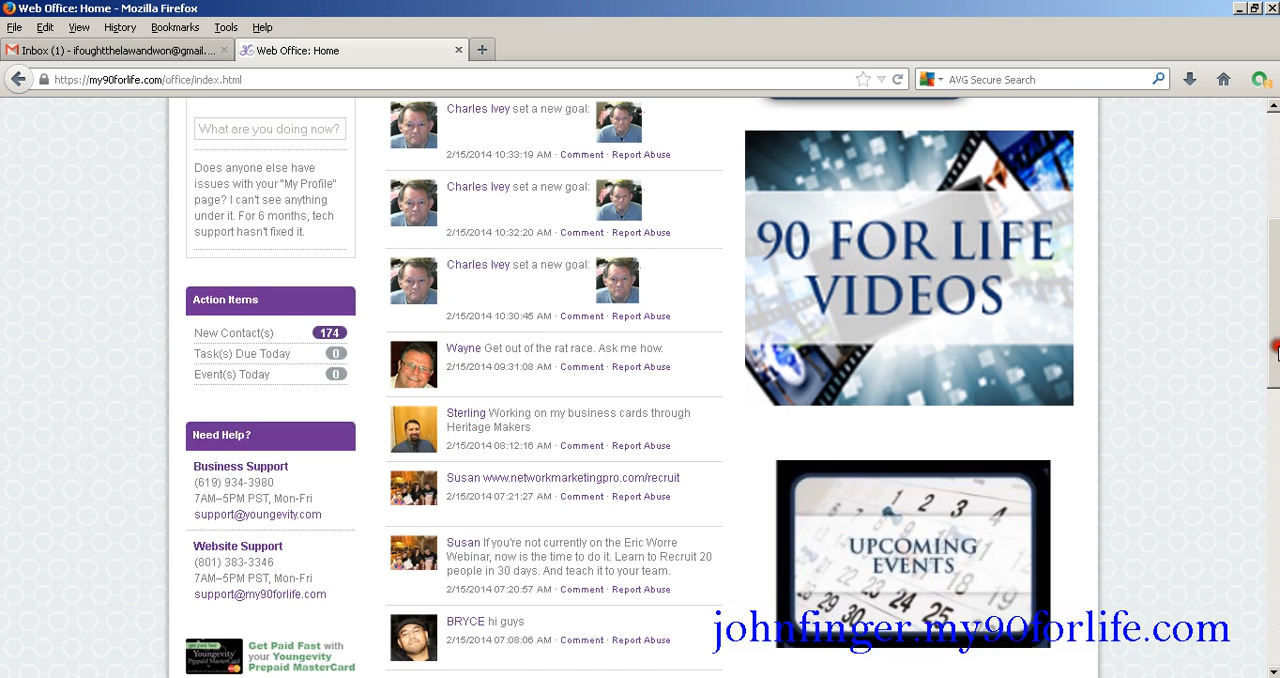 Web Office: Home - Mozilla Firefox
File Edit View History Bookmarks Tools Help
Inbox (1) - ifoughtthelawandwon@gmail....
Web Office: Home
https://my90forlife.com/office/index.html
AVG Secure Search
What are you doing now?
Does anyone else have
issues with your "My Profile"
page? I can't see anything
under it. For 6 months, tech
support hasn't fixed it.
Action Items
New Contact(s) 174
Task(s) Due Today 0
Event(s) Today 0
Need Help?
Business Support
(619) 934-3980
7AM–5PM PST, Mon-Fri
support@youngevity.com
Website Support
(801) 383-3346
7AM–5PM PST, Mon-Fri
support@my90forlife.com
Get Paid Fast with
your Youngevity
Prepaid MasterCard
Charles Ivey set a new goal: .
2/15/2014 10:33:19 AM · Comment · Report Abuse
Charles Ivey set a new goal: .
2/15/2014 10:32:20 AM · Comment · Report Abuse
Charles Ivey set a new goal: .
2/15/2014 10:30:45 AM · Comment · Report Abuse
Wayne Get out of the rat race. Ask me how.
2/15/2014 09:31:08 AM · Comment · Report Abuse
Sterling Working on my business cards through
Heritage Makers
2/15/2014 08:12:16 AM · Comment · Report Abuse
Susan www.networkmarketingpro.com/recruit
2/15/2014 07:21:27 AM · Comment · Report Abuse
Susan If you're not currently on the Eric Worre
Webinar, now is the time to do it. Learn to Recruit 20
people in 30 days. And teach it to your team.
2/15/2014 07:20:57 AM · Comment · Report Abuse
BRYCE hi guys
2/15/2014 07:08:06 AM · Comment · Report Abuse
90 FOR LIFE
VIDEOS
1 2 3 4
UPCOMING
EVENTS
18 19
28 29 30 24 25
johnfinger.my90forlife.com